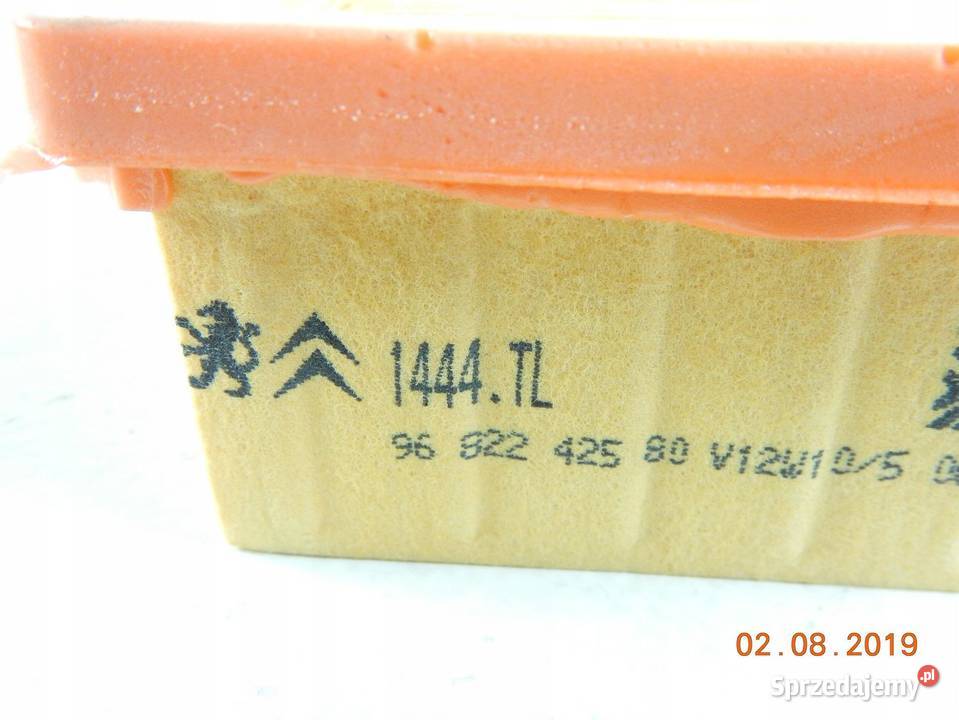 1444.TL
96 822 425 80 V12W10/5
02.08.2019
Sprzedajemy.pl